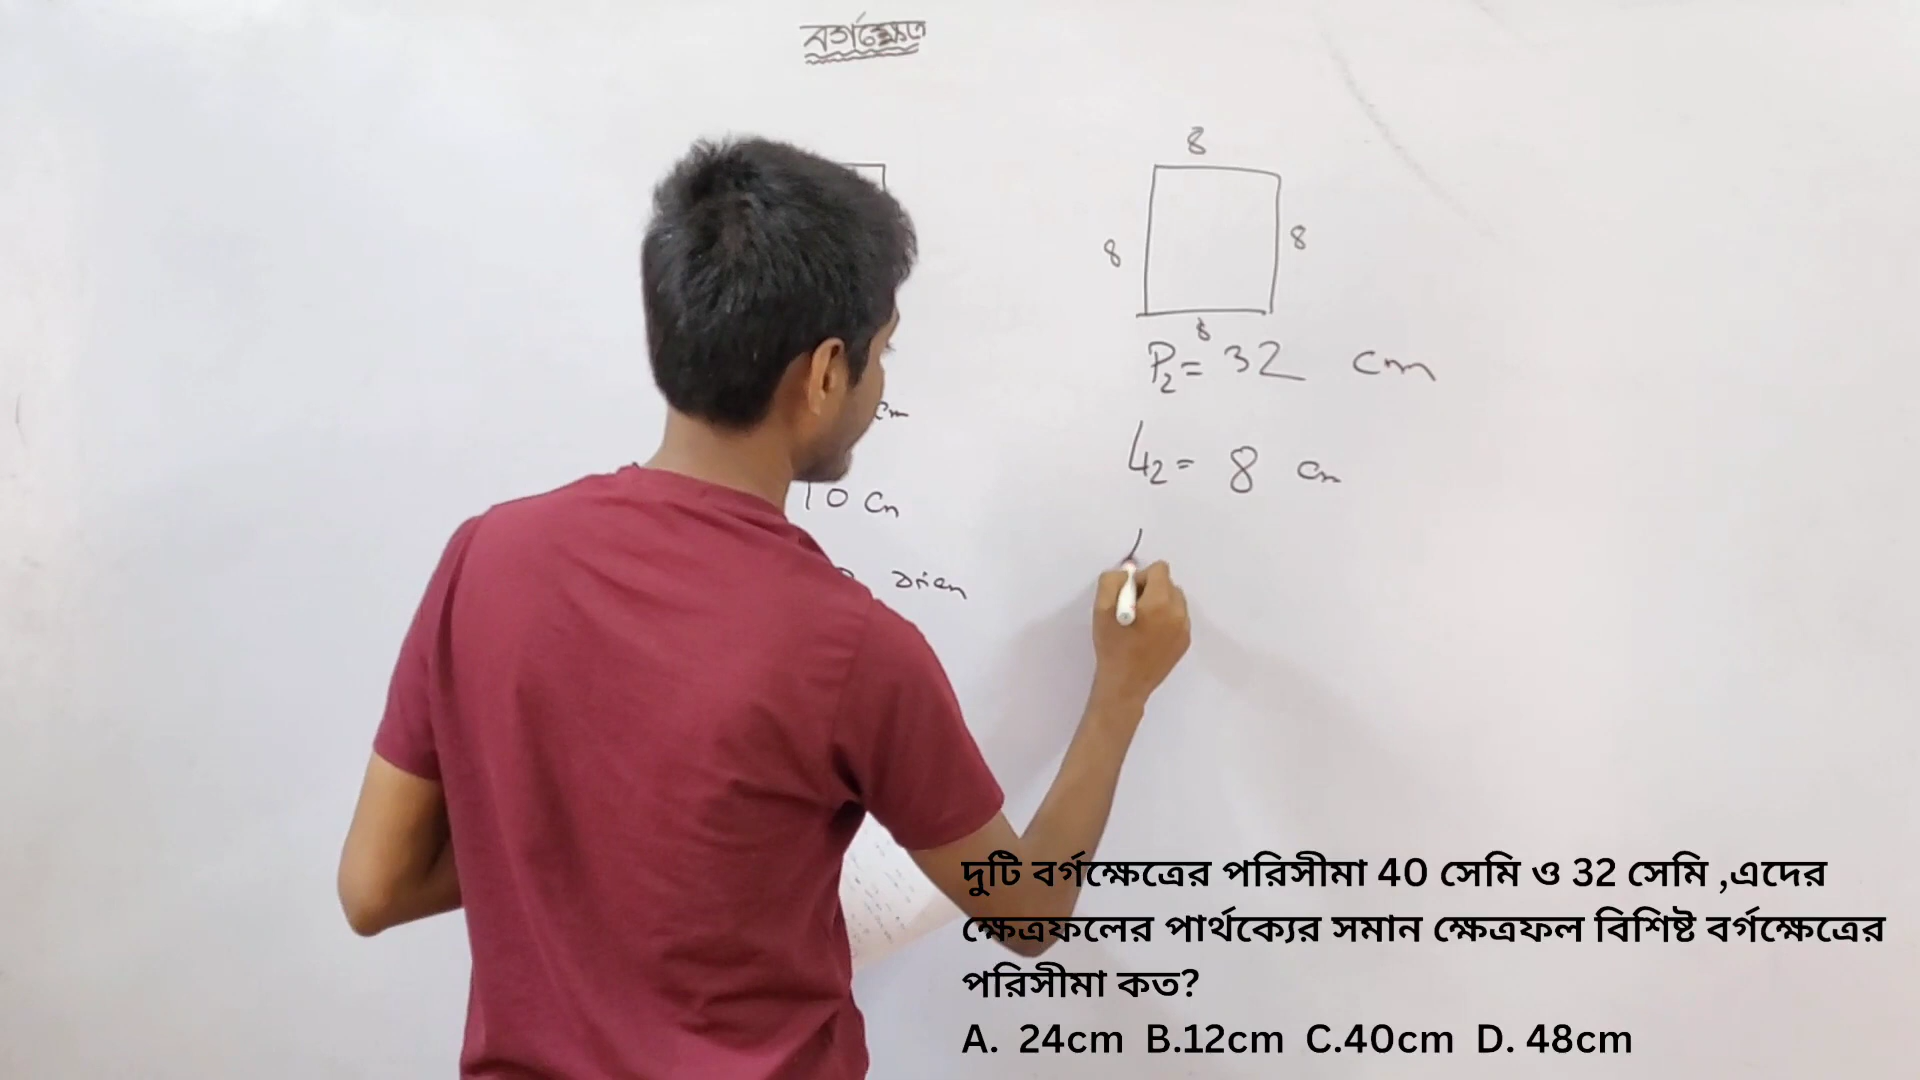 বর্গক্ষেত্র
8
8
8
8
P₂ = 32 cm
cm
L₂ = 8 cm
10 cm
দুটি বর্গক্ষেত্রের পরিসীমা 40 সেমি ও 32 সেমি ,এদের
ক্ষেত্রফলের পার্থক্যের সমান ক্ষেত্রফল বিশিষ্ট বর্গক্ষেত্রের
পরিসীমা কত?
A. 24cm B.12cm C.40cm D. 48cm